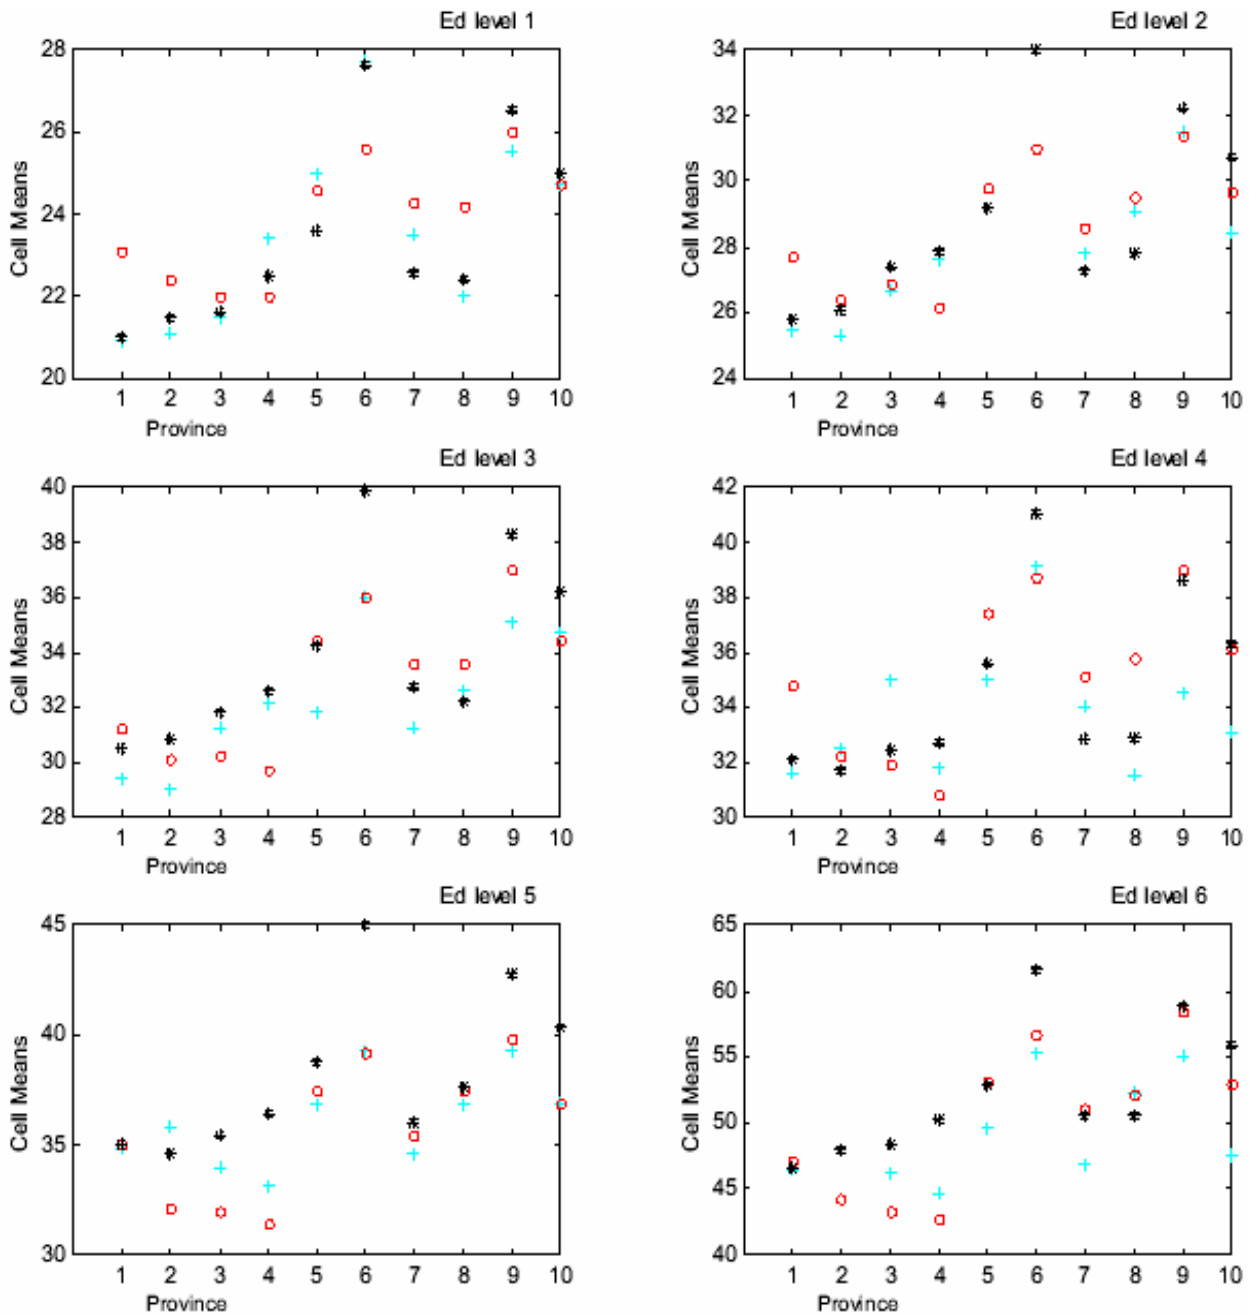 Ed level 1
28
26
24
22
20
Cell Means
1 2 3 4 5 6 7 8 9 10
Province
Ed level 2
34
32
30
28
26
24
Cell Means
1 2 3 4 5 6 7 8 9 10
Province
Ed level 3
40
38
36
34
32
30
28
Cell Means
1 2 3 4 5 6 7 8 9 10
Province
Ed level 4
42
40
38
36
34
32
30
Cell Means
1 2 3 4 5 6 7 8 9 10
Province
Ed level 5
45
40
35
30
Cell Means
1 2 3 4 5 6 7 8 9 10
Province
Ed level 6
65
60
55
50
45
40
Cell Means
1 2 3 4 5 6 7 8 9 10
Province